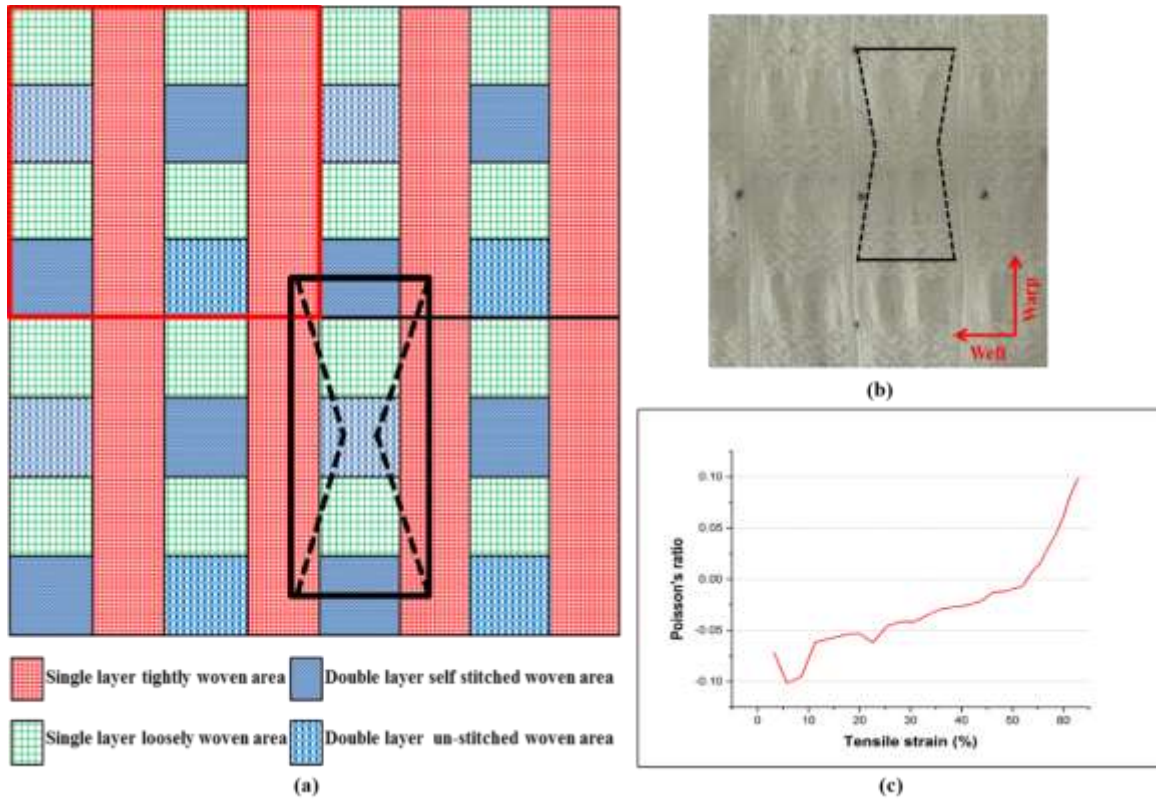 Single layer tightly woven area
Double layer self stitched woven area
Single layer loosely woven area
Double layer un-stitched woven area
(a)
Warp
Weft
(b)
0.10
0.05
0.00
-0.05
-0.10
Poisson's ratio
0 10 20 30 40 50 60
Tensile strain (%)
(c)